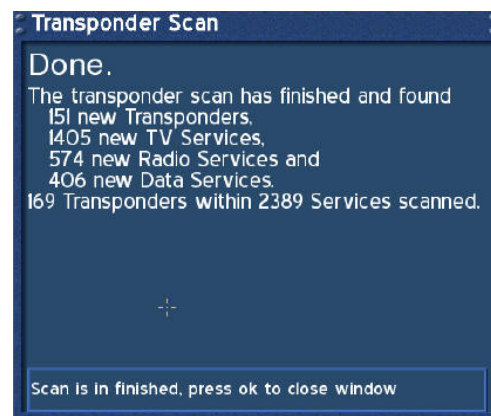 Transponder Scan
Done.
The transponder scan has finished and found
151 new Transponders,
1405 new TV Services,
574 new Radio Services and
406 new Data Services.
169 Transponders within 2389 Services scanned.
Scan is in finished, press ok to close window